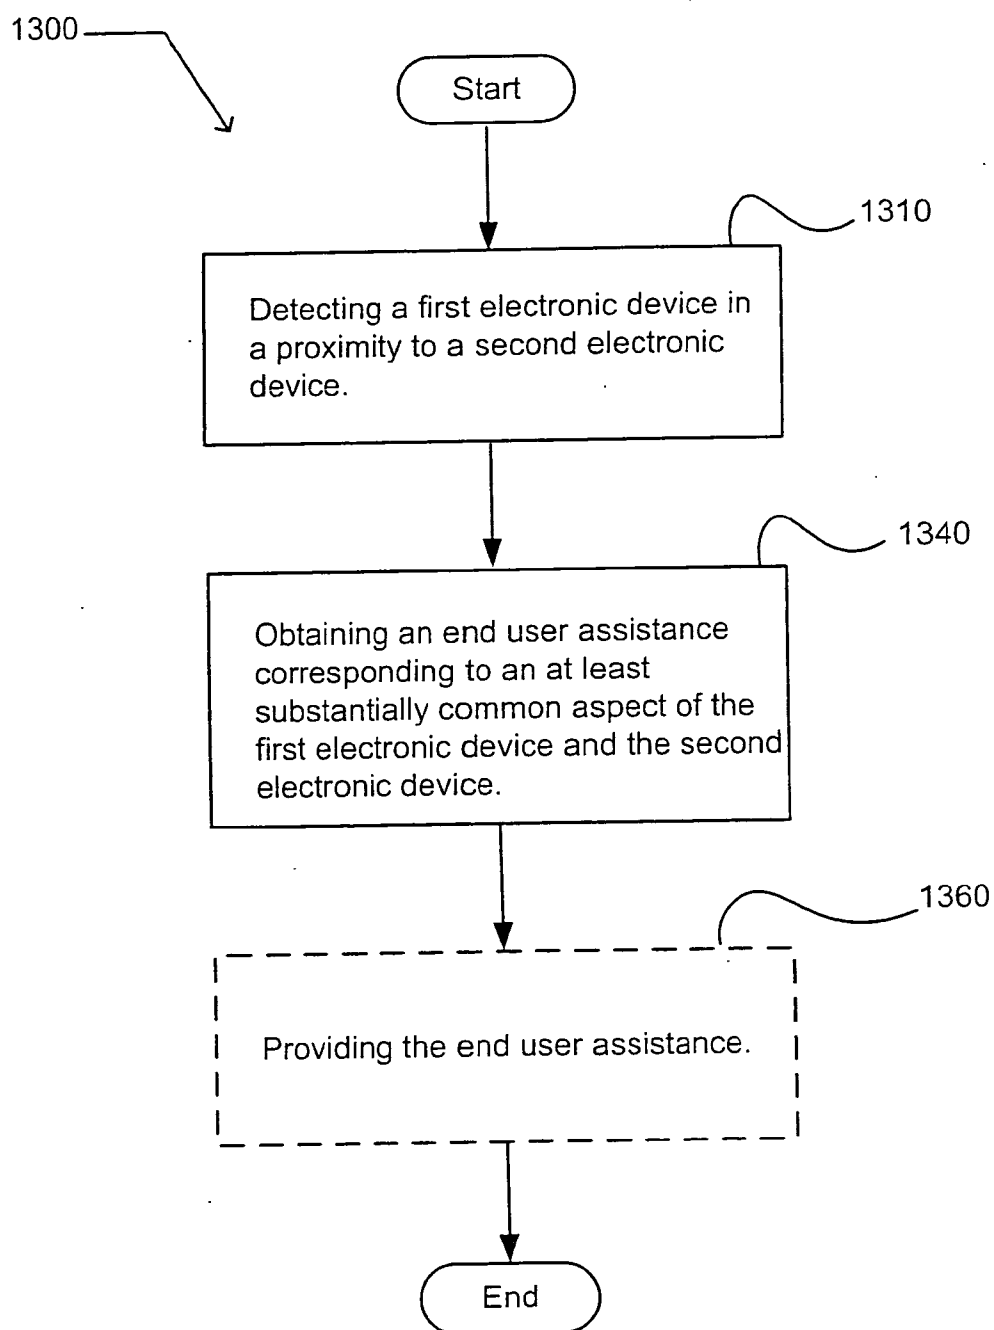 1300
Start
1310
Detecting a first electronic device in
a proximity to a second electronic
device.
1340
Obtaining an end user assistance
corresponding to an at least
substantially common aspect of the
first electronic device and the second
electronic device.
1360
Providing the end user assistance.
End